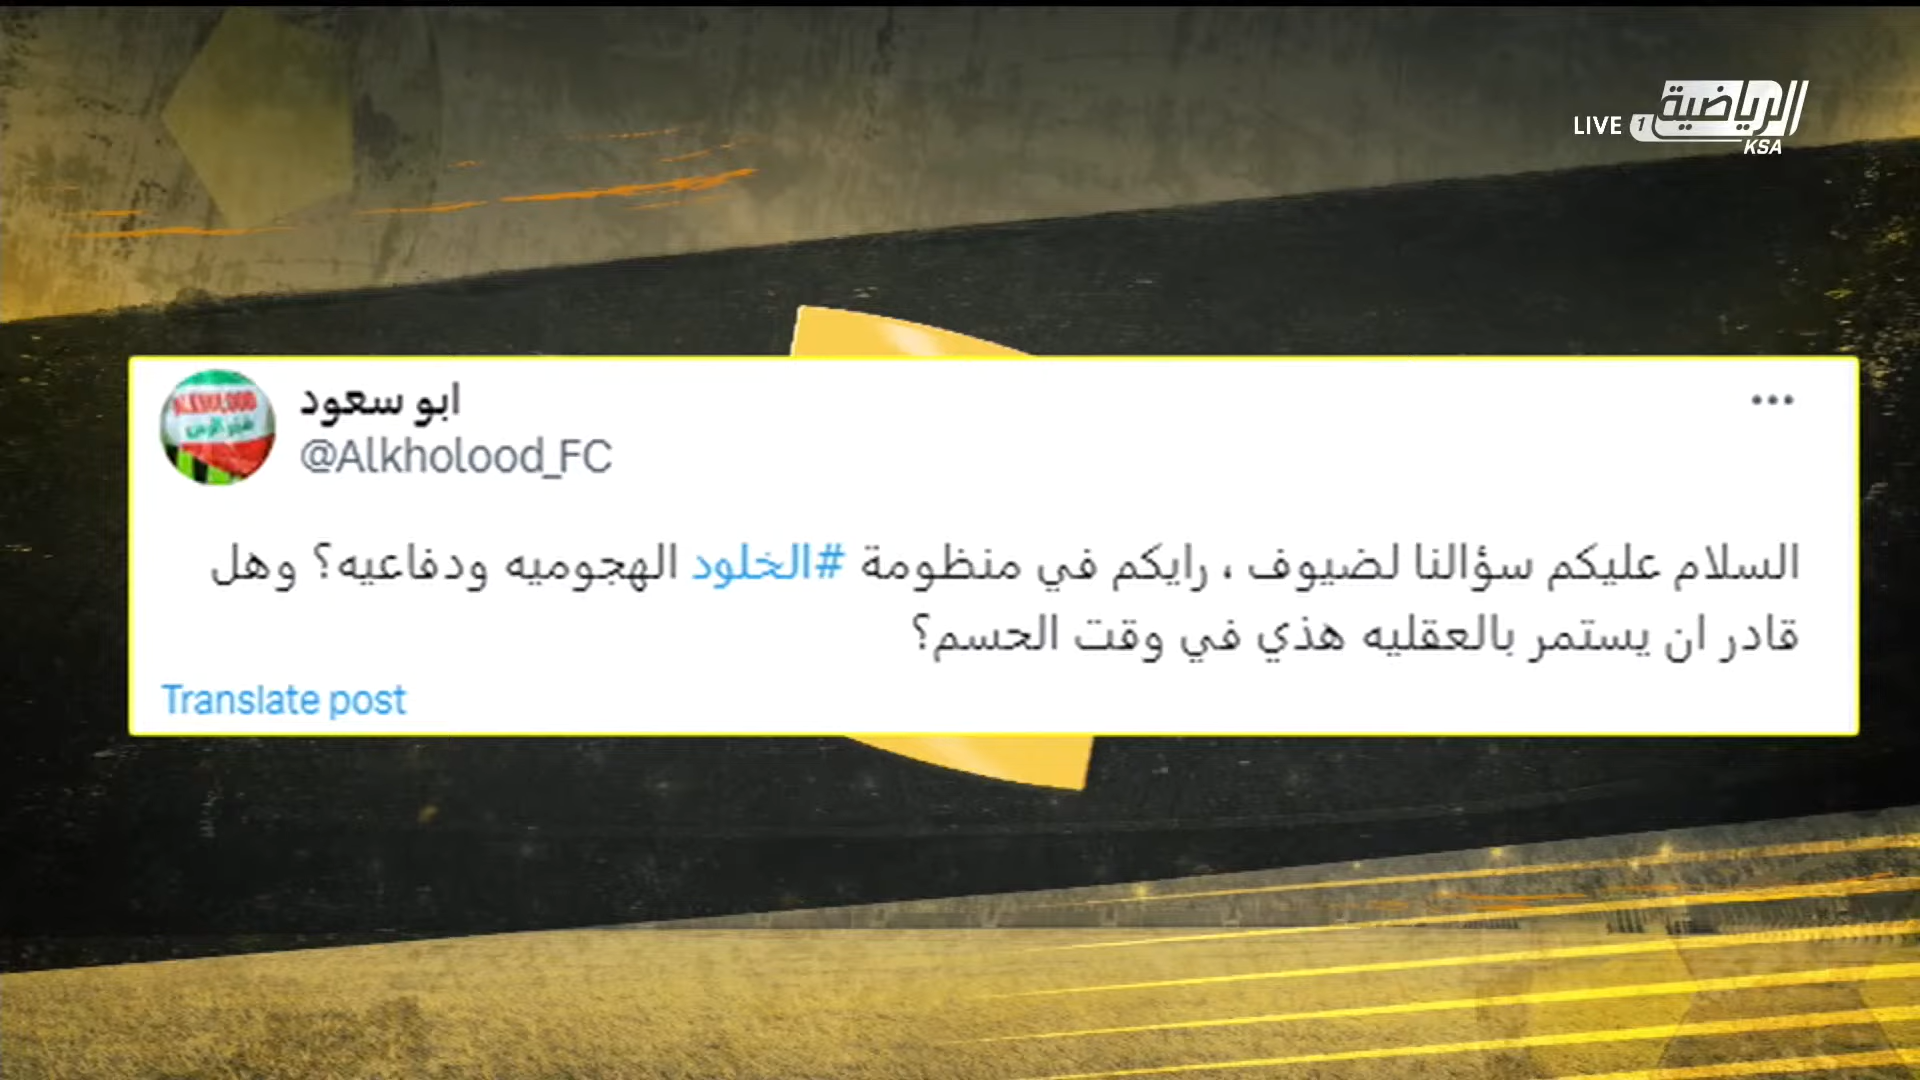 الرياضية
LIVE 1
KSA
ابو سعود
@Alkholood_FC
السلام عليكم سؤالنا لضيوف ، رايكم في منظومة #الخلود الهجوميه ودفاعيه؟ وهل
قادر ان يستمر بالعقليه هذي في وقت الحسم؟
Translate post
ALKHOLOOD